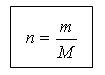 n = m/M